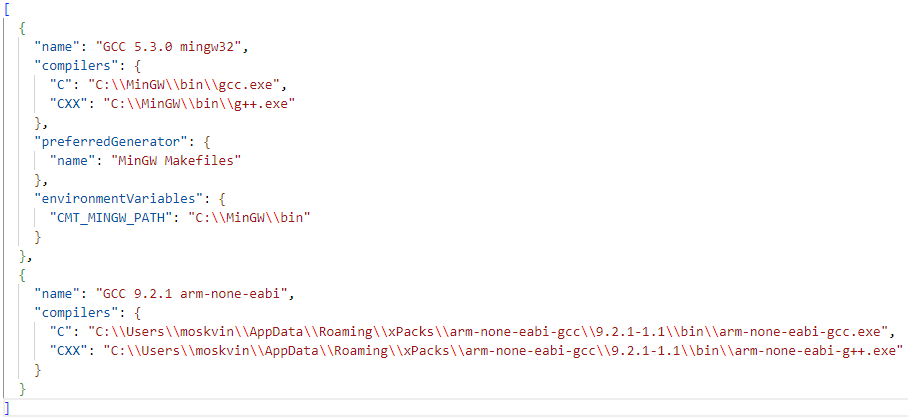 [
  {
    "name": "GCC 5.3.0 mingw32",
    "compilers": {
      "C": "C:\\MinGW\\bin\\gcc.exe",
      "CXX": "C:\\MinGW\\bin\\g++.exe"
    },
    "preferredGenerator": {
      "name": "MinGW Makefiles"
    },
    "environmentVariables": {
      "CMT_MINGW_PATH": "C:\\MinGW\\bin"
    }
  },
  {
    "name": "GCC 9.2.1 arm-none-eabi",
    "compilers": {
      "C": "C:\\Users\\moskvin\\AppData\\Roaming\\xPacks\\arm-none-eabi-gcc\\9.2.1-1.1\\bin\\arm-none-eabi-gcc.exe",
      "CXX": "C:\\Users\\moskvin\\AppData\\Roaming\\xPacks\\arm-none-eabi-gcc\\9.2.1-1.1\\bin\\arm-none-eabi-g++.exe"
    }
  }
]